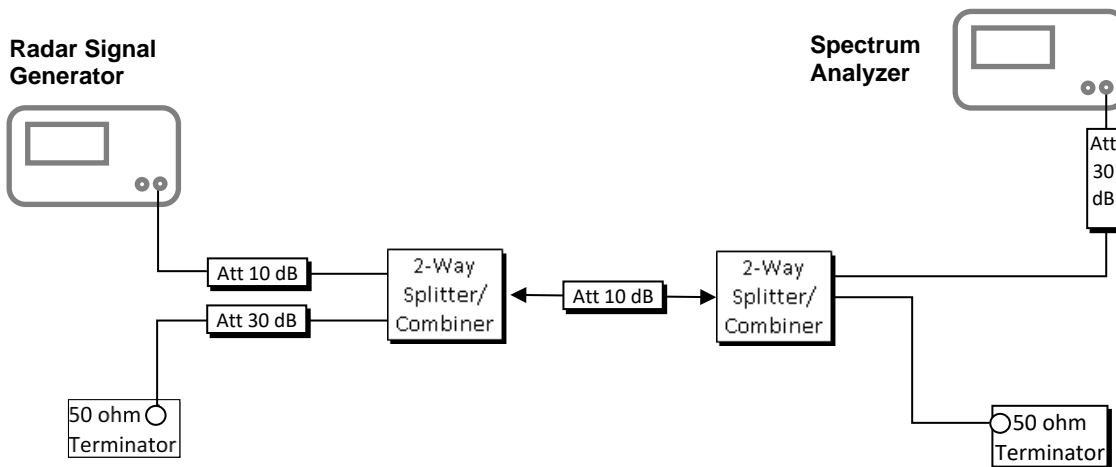 Radar Signal
Generator
Spectrum
Analyzer
Att
30
dB
Att 10 dB
Att 30 dB
2-Way
Splitter/
Combiner
Att 10 dB
2-Way
Splitter/
Combiner
50 ohm
Terminator
50 ohm
Terminator